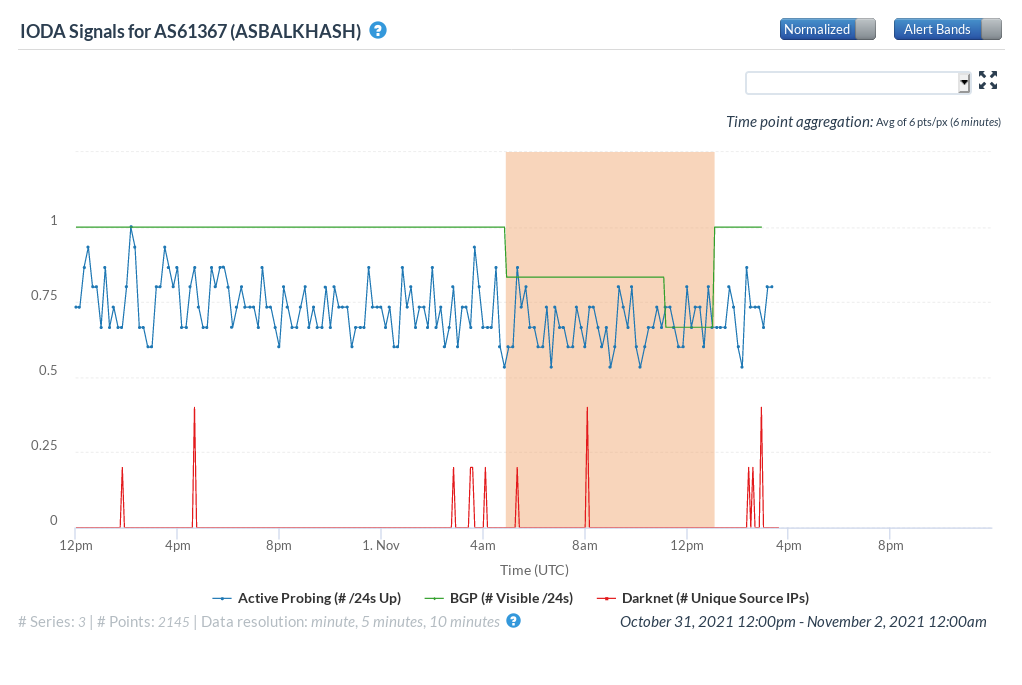 IODA Signals for AS61367 (ASBALKHASH) ?
Normalized
Alert Bands
Time point aggregation: Avg of 6 pts/px (6 minutes)
1
0.75
0.5
0.25
0
12pm 4pm 8pm 1. Nov 4am 8am 12pm 4pm 8pm
Time (UTC)
Active Probing (# /24s Up) BGP (# Visible /24s) Darknet (# Unique Source IPs)
# Series: 3 | # Points: 2145 | Data resolution: minute, 5 minutes, 10 minutes ?
October 31, 2021 12:00pm - November 2, 2021 12:00am